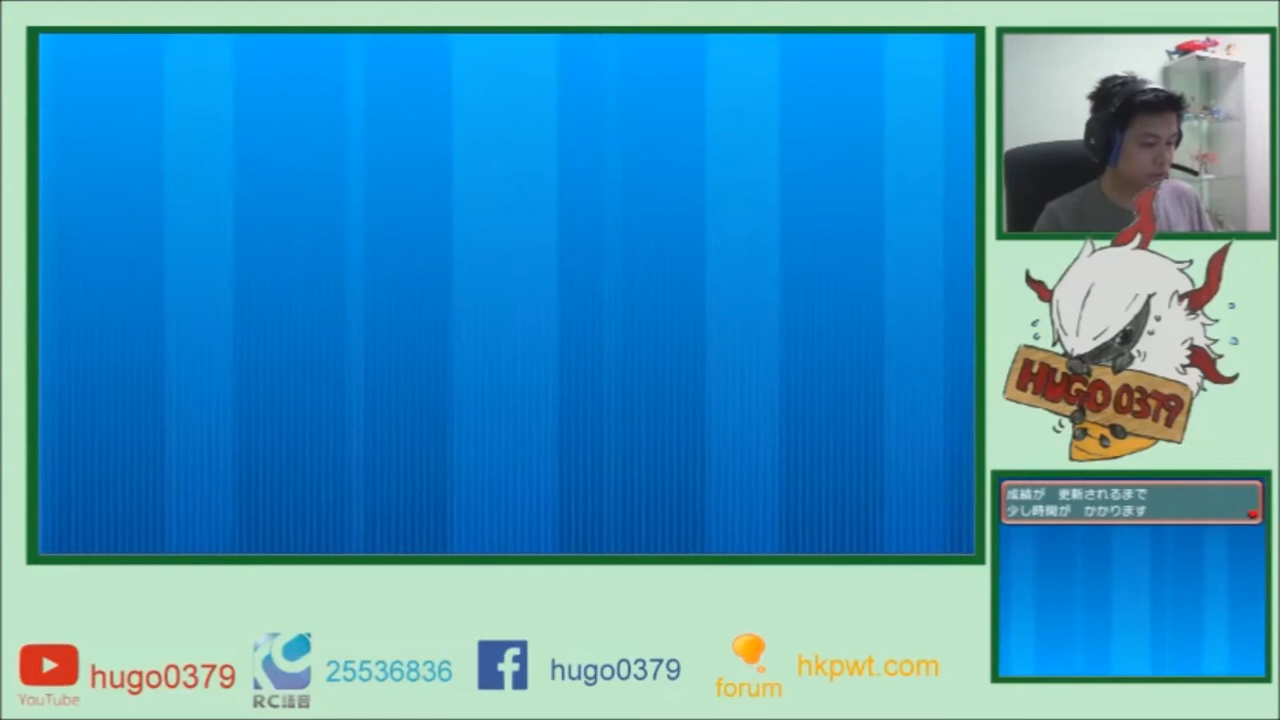 HUGO 0379
成績が 更新されるまで
少し時間が かかります
YouTube
hugo0379
RC語音
25536836
hugo0379
forum
hkpwt.com